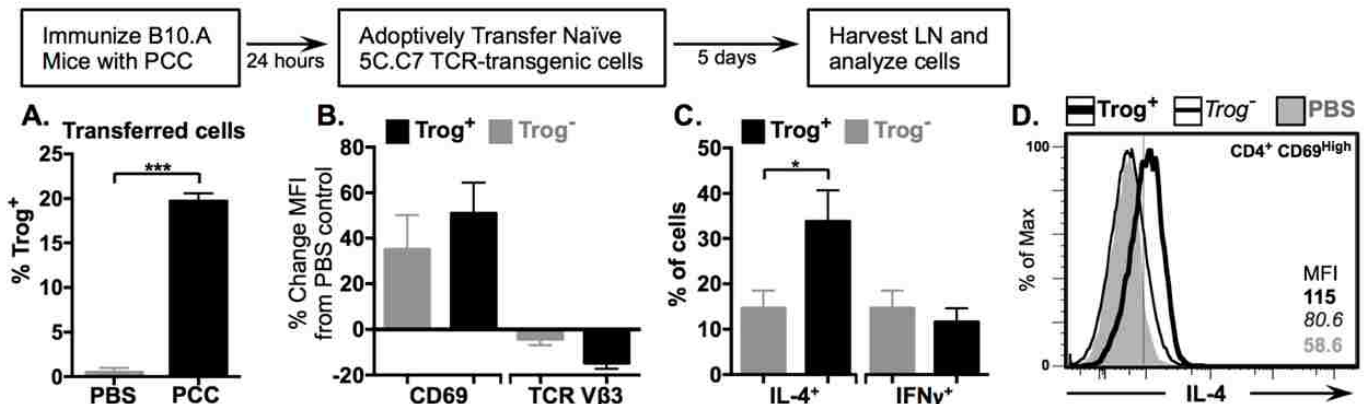 Immunize B10.A
Mice with PCC
24 hours
Adoptively Transfer Naïve
5C.C7 TCR-transgenic cells
5 days
Harvest LN and
analyze cells
A.
Transferred cells
% Trog⁺
25
20
15
10
5
0
***
PBS
PCC
B.
Trog⁺
Trog⁻
% Change MFI
from PBS control
80
60
40
20
0
-20
CD69
TCR Vβ3
C.
Trog⁺
Trog⁻
% of cells
50
40
30
20
10
0
*
IL-4⁺
IFNγ⁺
D.
Trog⁺
Trog⁻
PBS
CD4⁺ CD69ᴴⁱᵍʰ
% of Max
100
0
MFI
115
80.6
58.6
IL-4